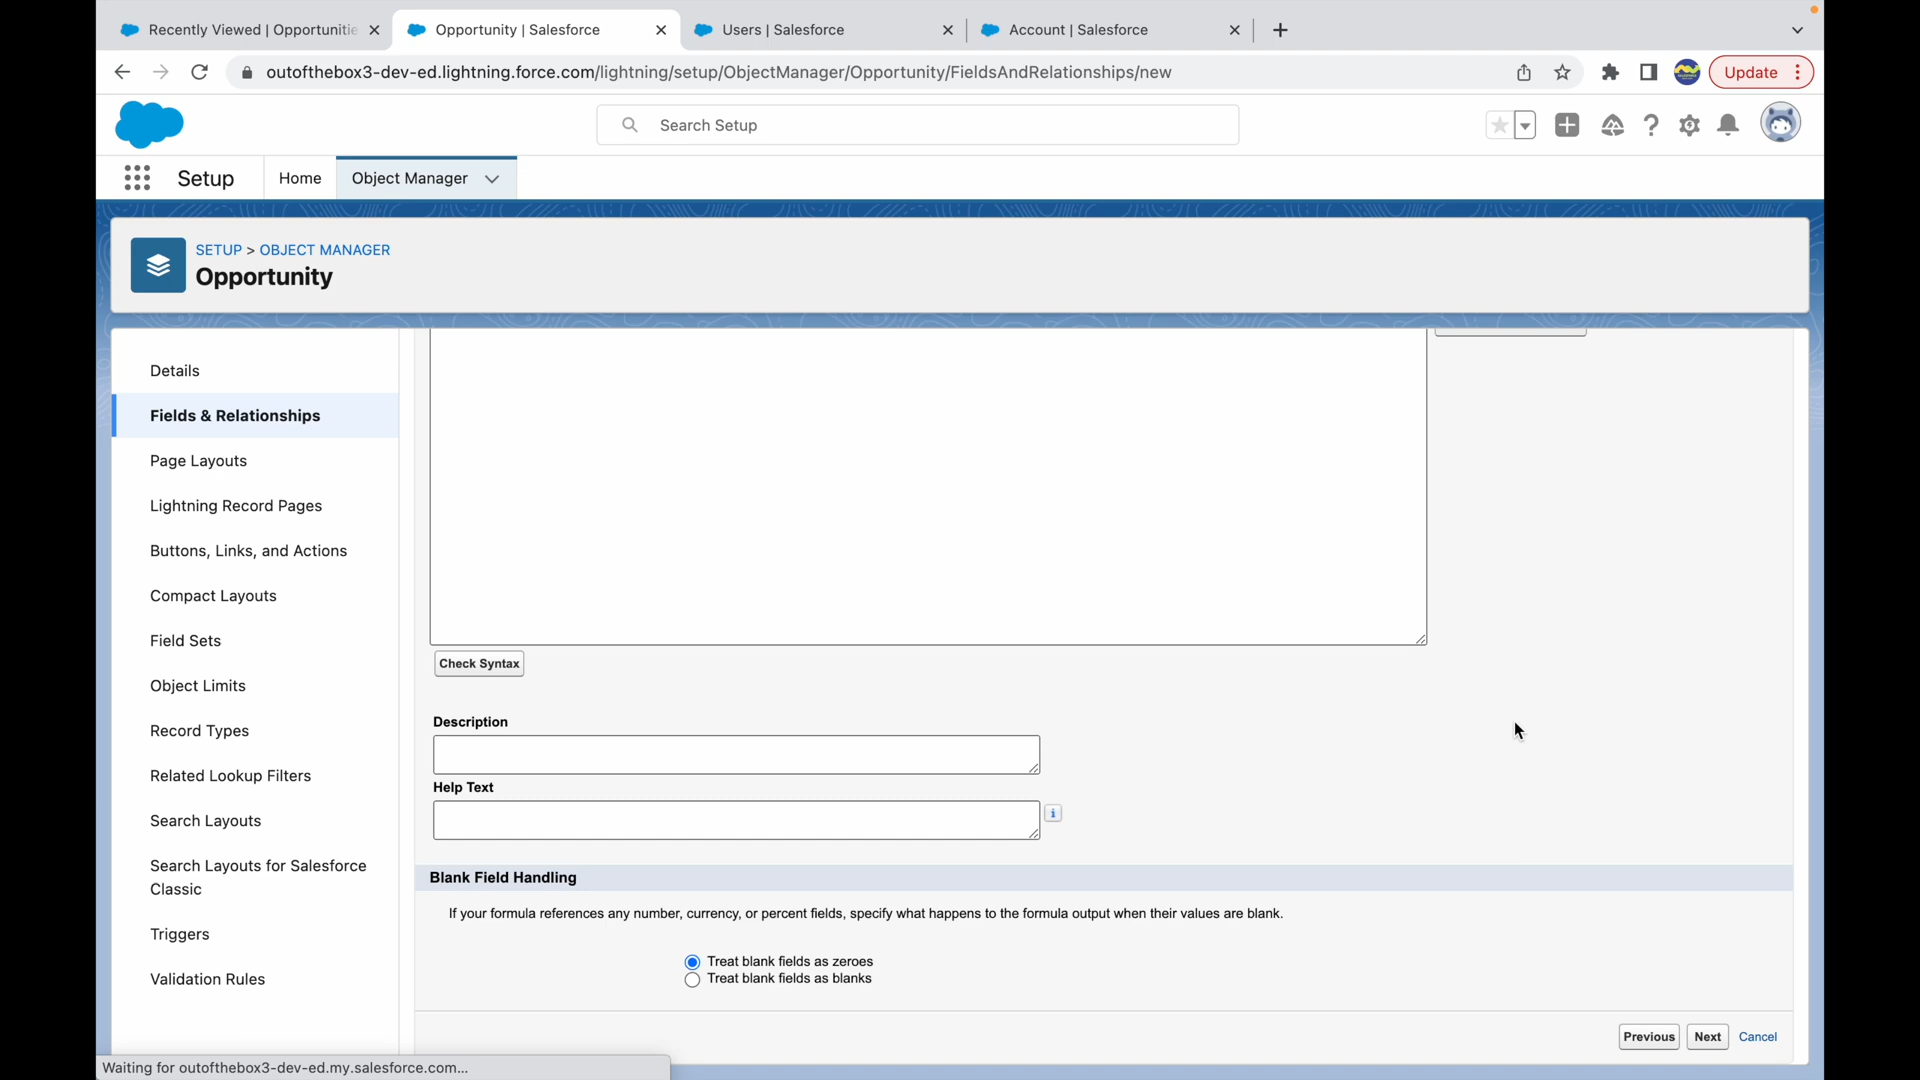 Recently Viewed | Opportunitie
Opportunity | Salesforce
Users | Salesforce
Account | Salesforce
outofthebox3-dev-ed.lightning.force.com/lightning/setup/ObjectManager/Opportunity/FieldsAndRelationships/new
Update
Search Setup
Setup
Home
Object Manager
SETUP > OBJECT MANAGER
Opportunity
Details
Fields & Relationships
Page Layouts
Lightning Record Pages
Buttons, Links, and Actions
Compact Layouts
Field Sets
Object Limits
Record Types
Related Lookup Filters
Search Layouts
Search Layouts for Salesforce
Classic
Triggers
Validation Rules
Check Syntax
Description
Help Text
i
Blank Field Handling
If your formula references any number, currency, or percent fields, specify what happens to the formula output when their values are blank.
Treat blank fields as zeroes
Treat blank fields as blanks
Previous
Next
Cancel
Waiting for outofthebox3-dev-ed.my.salesforce.com...